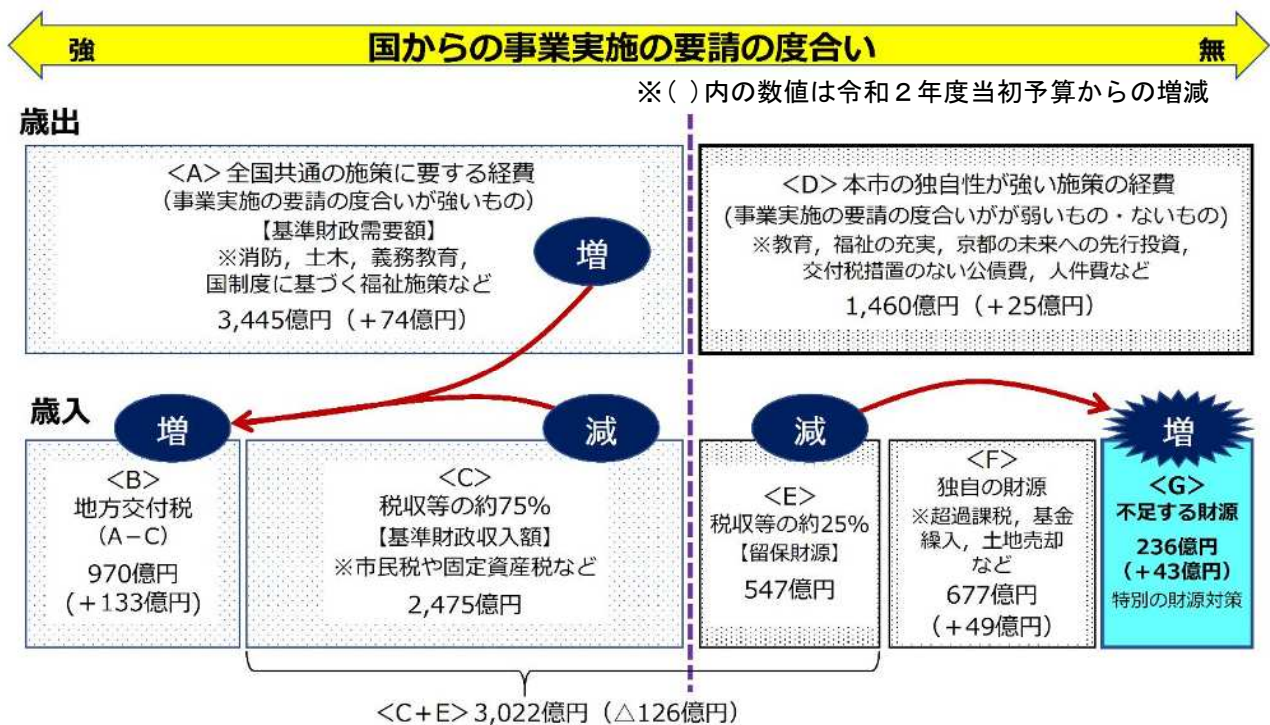 強
国からの事業実施の要請の度合い
無
※( )内の数値は令和２年度当初予算からの増減
歳出
<A> 全国共通の施策に要する経費
(事業実施の要請の度合いが強いもの)
【基準財政需要額】
※消防，土木，義務教育，
国制度に基づく福祉施策など
3,445億円（+74億円）
増
<D> 本市の独自性が強い施策の経費
(事業実施の要請の度合いがが弱いもの・ないもの)
※教育，福祉の充実，京都の未来への先行投資，
交付税措置のない公債費，人件費など
1,460億円（+25億円）
歳入
増
<B>
地方交付税
(A－C)
970億円
(+133億円)
減
<C>
税収等の約75%
【基準財政収入額】
※市民税や固定資産税など
2,475億円
減
<E>
税収等の約25%
【留保財源】
547億円
<F>
独自の財源
※超過課税，基金
繰入，土地売却
など
677億円
(+49億円)
増
<G>
不足する財源
236億円
(+43億円)
特別の財源対策
<C+E> 3,022億円（△126億円）